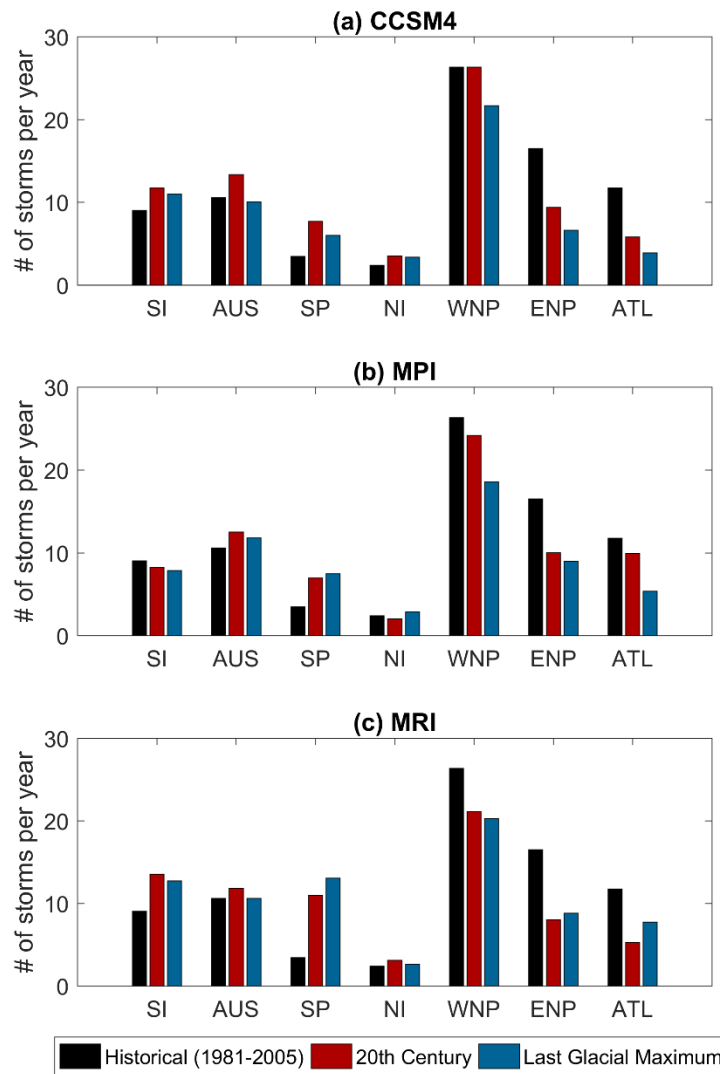 (a) CCSM4
# of storms per year
30
20
10
0
SI AUS SP NI WNP ENP ATL
(b) MPI
# of storms per year
30
20
10
0
SI AUS SP NI WNP ENP ATL
(c) MRI
# of storms per year
30
20
10
0
SI AUS SP NI WNP ENP ATL
Historical (1981-2005) 20th Century Last Glacial Maximum